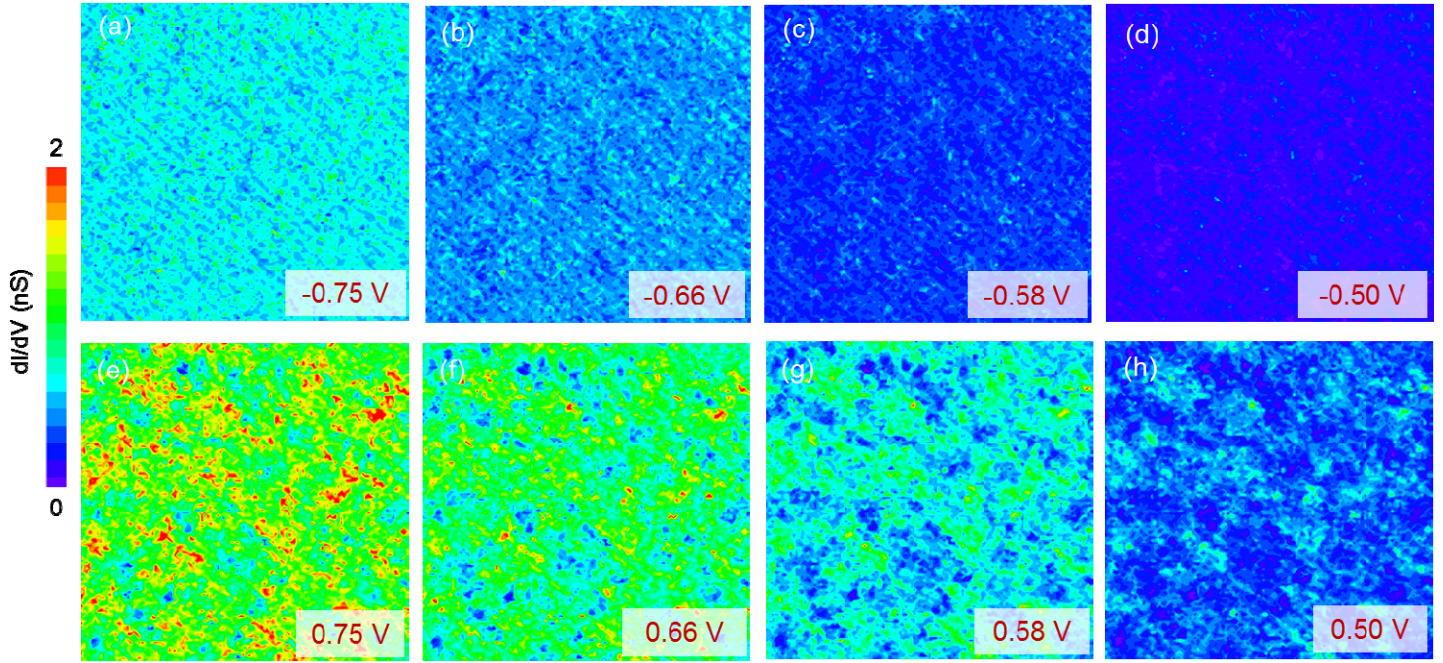 (a)
(b)
(c)
(d)
2
dI/dV (nS)
0
-0.75 V
-0.66 V
-0.58 V
-0.50 V
(e)
(f)
(g)
(h)
0.75 V
0.66 V
0.58 V
0.50 V